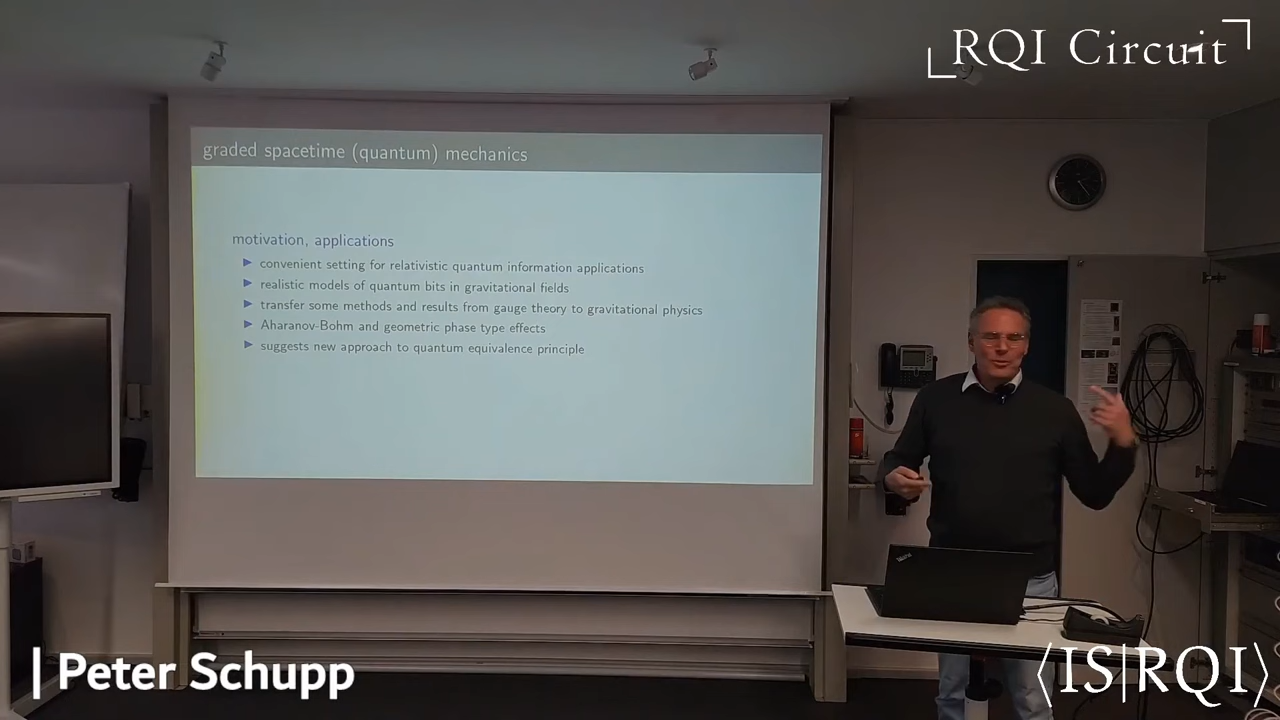 RQI Circuit
graded spacetime (quantum) mechanics
motivation, applications
convenient setting for relativistic quantum information applications
realistic models of quantum bits in gravitational fields
transfer some methods and results from gauge theory to gravitational physics
Aharanov-Bohm and geometric phase type effects
suggests new approach to quantum equivalence principle
| Peter Schupp
⟨IS|RQI⟩